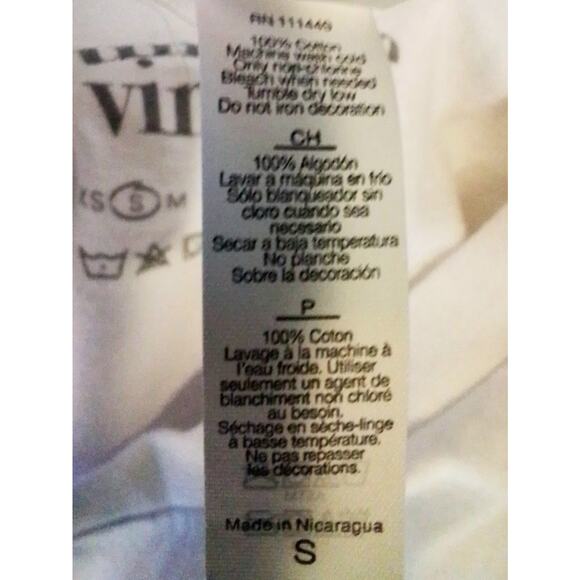 RN 111440
100% Cotton
Machine wash cold
Only non-chlorine
Bleach when needed
Tumble dry low
Do not iron decoration
CH
100% Algodón
Lavar a máquina en frio
Sólo blanqueador sin
cloro cuando sea
necesario
Secar a baja temperatura
No planche
Sobre la decoración
P
100% Coton
Lavage à la machine à
l'eau froide. Utiliser
seulement un agent de
blanchiment non chloré
au besoin.
Séchage en sèche-linge
à basse température.
Ne pas repasser
les décorations.
Made in Nicaragua
S
vin
S S M